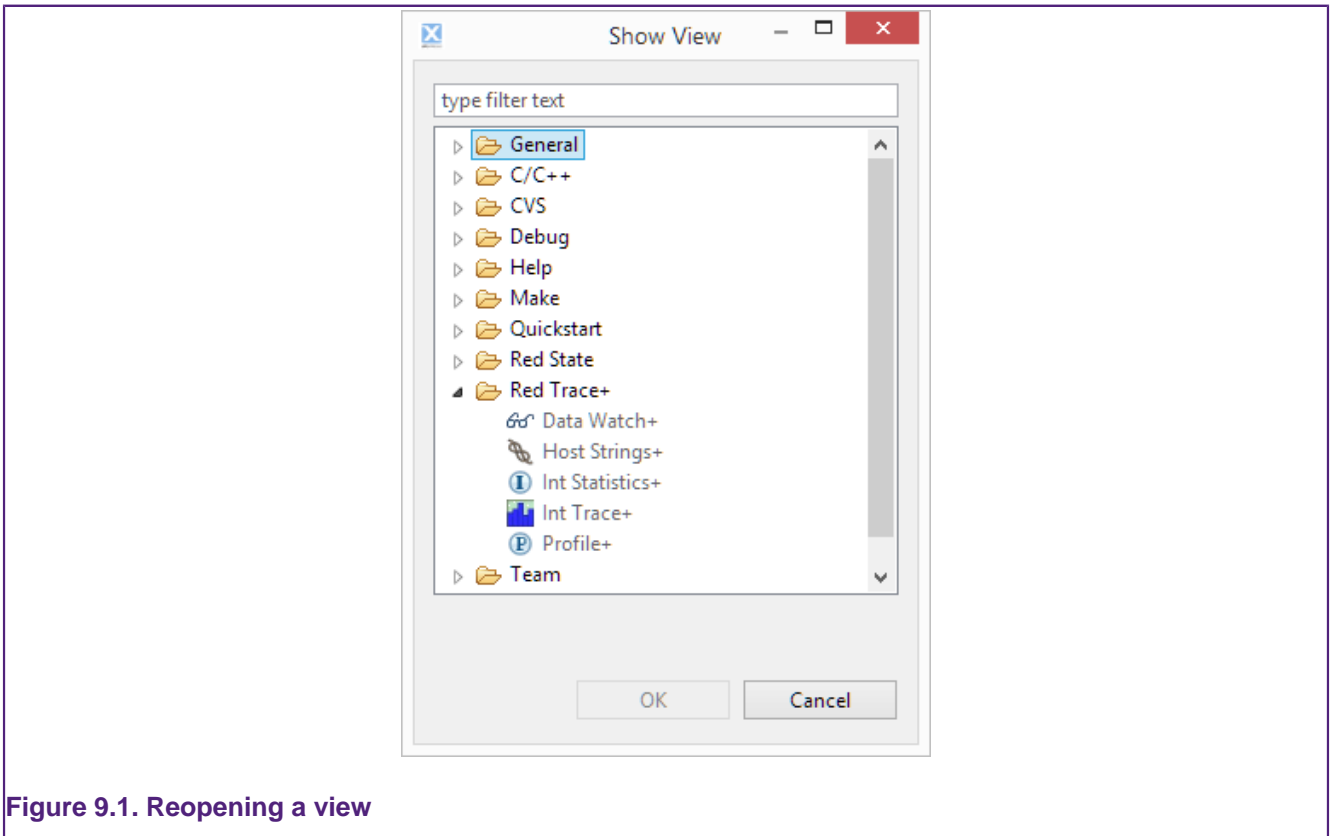 Show View
type filter text
General
C/C++
CVS
Debug
Help
Make
Quickstart
Red State
Red Trace+
Data Watch+
Host Strings+
Int Statistics+
Int Trace+
Profile+
Team
OK Cancel
Figure 9.1. Reopening a view